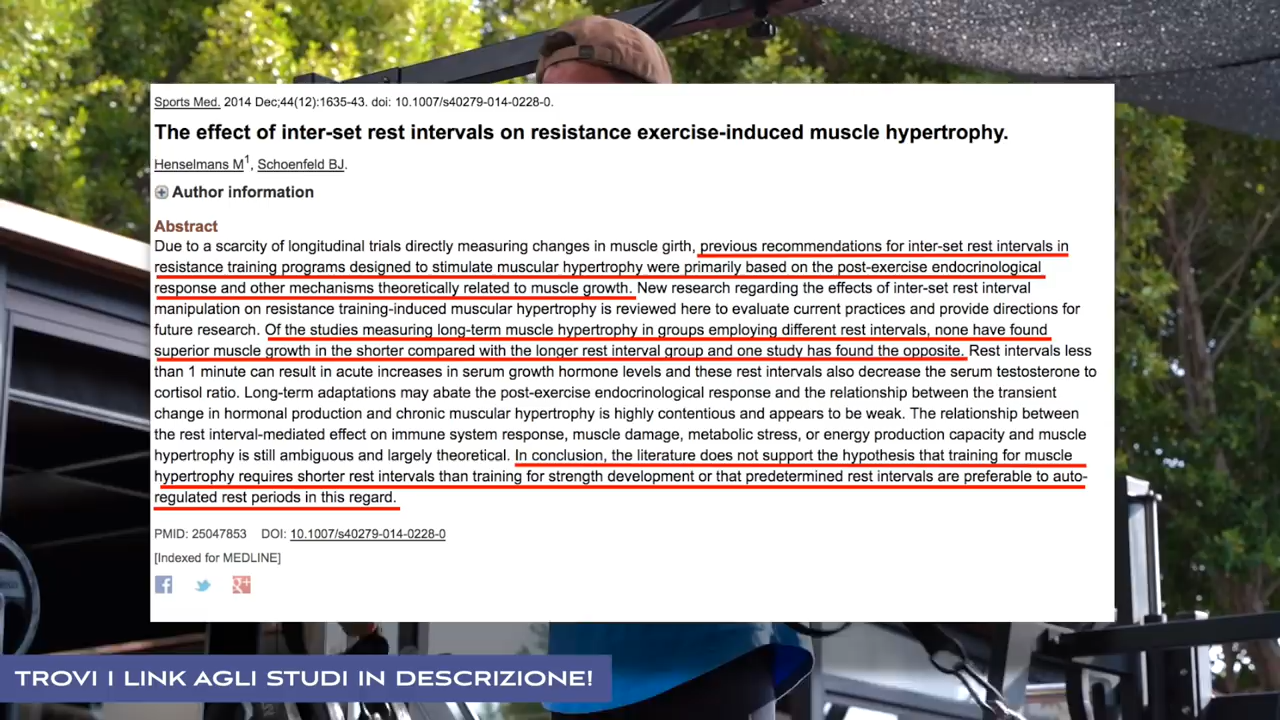 Sports Med. 2014 Dec;44(12):1635-43. doi: 10.1007/s40279-014-0228-0.
The effect of inter-set rest intervals on resistance exercise-induced muscle hypertrophy.
Henselmans M1, Schoenfeld BJ.
Author information
Abstract
Due to a scarcity of longitudinal trials directly measuring changes in muscle girth, previous recommendations for inter-set rest intervals in
resistance training programs designed to stimulate muscular hypertrophy were primarily based on the post-exercise endocrinological
response and other mechanisms theoretically related to muscle growth. New research regarding the effects of inter-set rest interval
manipulation on resistance training-induced muscular hypertrophy is reviewed here to evaluate current practices and provide directions for
future research. Of the studies measuring long-term muscle hypertrophy in groups employing different rest intervals, none have found
superior muscle growth in the shorter compared with the longer rest interval group and one study has found the opposite. Rest intervals less
than 1 minute can result in acute increases in serum growth hormone levels and these rest intervals also decrease the serum testosterone to
cortisol ratio. Long-term adaptations may abate the post-exercise endocrinological response and the relationship between the transient
change in hormonal production and chronic muscular hypertrophy is highly contentious and appears to be weak. The relationship between
the rest interval-mediated effect on immune system response, muscle damage, metabolic stress, or energy production capacity and muscle
hypertrophy is still ambiguous and largely theoretical. In conclusion, the literature does not support the hypothesis that training for muscle
hypertrophy requires shorter rest intervals than training for strength development or that predetermined rest intervals are preferable to auto-
regulated rest periods in this regard.
PMID: 25047853 DOI: 10.1007/s40279-014-0228-0
[Indexed for MEDLINE]
TROVI I LINK AGLI STUDI IN DESCRIZIONE!